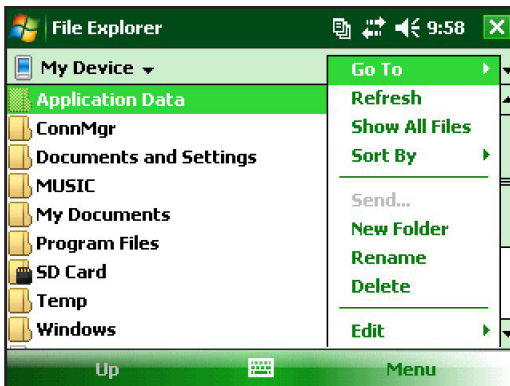 File Explorer 9:58
My Device
Application Data
ConnMgr
Documents and Settings
MUSIC
My Documents
Program Files
SD Card
Temp
Windows
Go To
Refresh
Show All Files
Sort By
Send...
New Folder
Rename
Delete
Edit
Up Menu